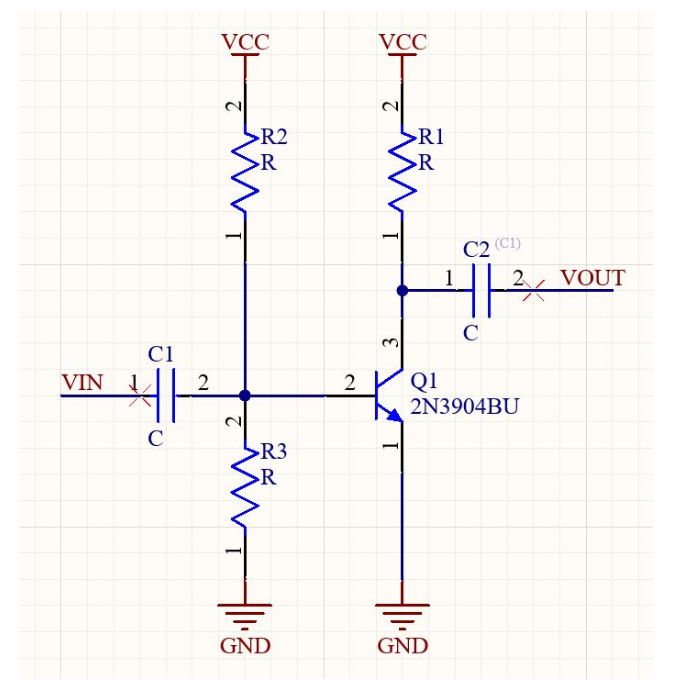 VCC
VCC
2
2
R2
R
R1
R
1
1
C2 (C1)
1
2
VOUT
C
3
C1
VIN
1
2
2
Q1
2N3904BU
C
2
1
R3
R
1
GND
GND